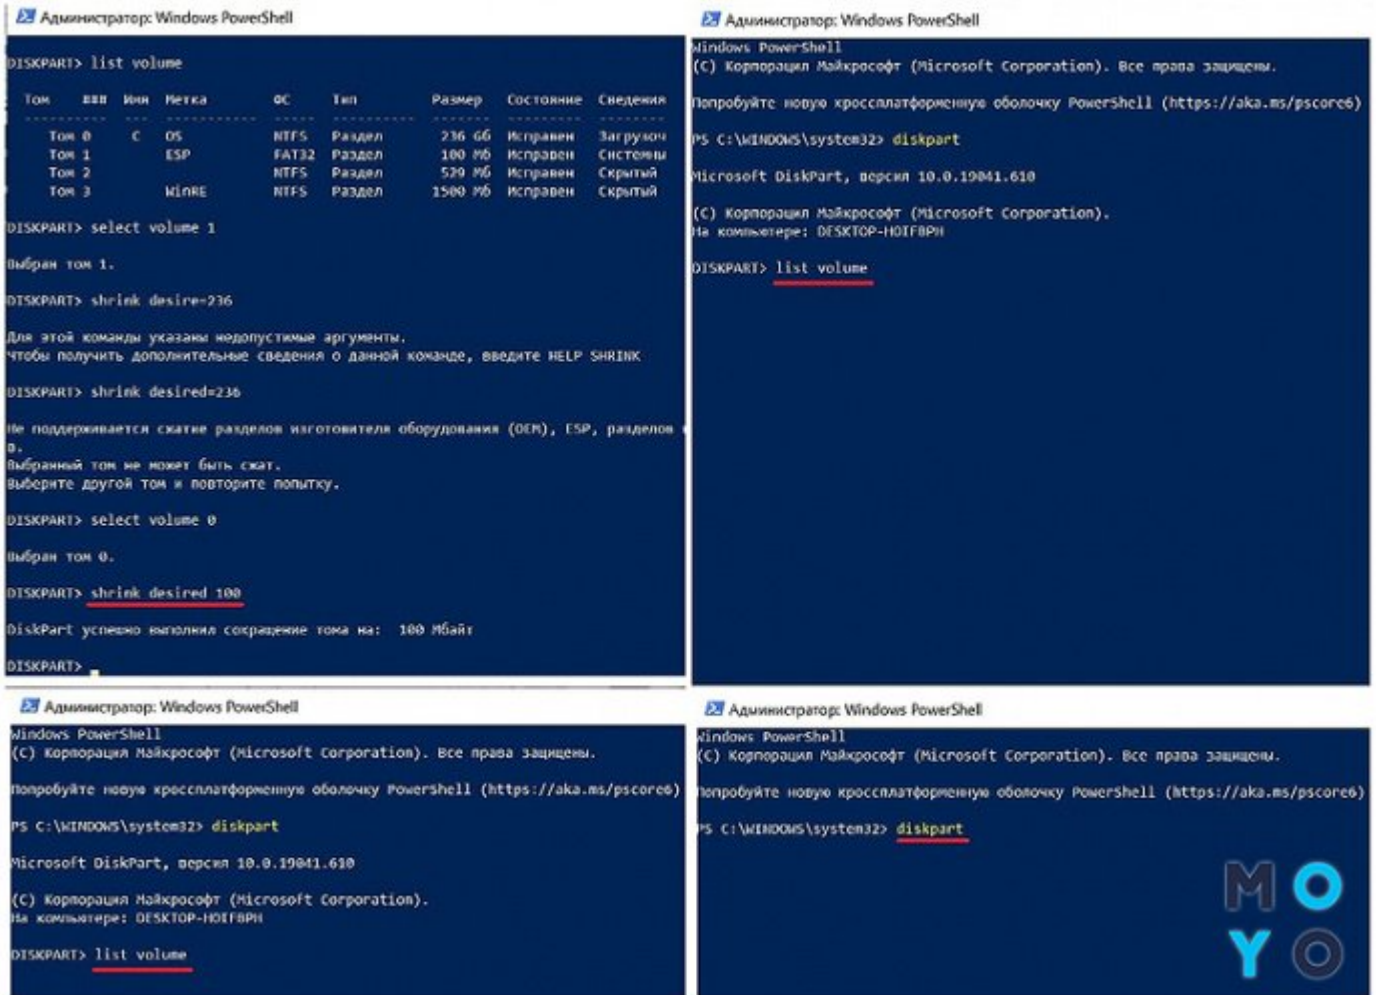 Администратор: Windows PowerShell
DISKPART> list volume
Том ### Имя Метка ФС Тип Размер Состояние Сведения
Том 0 C OS NTFS Раздел 236 Gб Исправен Загрузоч
Том 1 ESP FAT32 Раздел 100 Mб Исправен Системны
Том 2 NTFS Раздел 529 Mб Исправен Скрытый
Том 3 WinRE NTFS Раздел 1500 Mб Исправен Скрытый
DISKPART> select volume 1
Выбран том 1.
DISKPART> shrink desire=236
Для этой команды указаны недопустимые аргументы.
Чтобы получить дополнительные сведения о данной команде, введите HELP SHRINK
DISKPART> shrink desired=236
Не поддерживается сжатие разделов изготовителя оборудования (OEM), ESP, разделов
в.
Выбранный том не может быть сжат.
Выберите другой том и повторите попытку.
DISKPART> select volume 0
Выбран том 0.
DISKPART> shrink desired 100
DiskPart успешно выполнил сокращение тома на: 100 Мбайт
DISKPART>
Администратор: Windows PowerShell
Windows PowerShell
(C) Корпорация Майкрософт (Microsoft Corporation). Все права защищены.
Попробуйте новую кроссплатформенную оболочку PowerShell (https://aka.ms/pscore6)
PS C:\WINDOWS\system32> diskpart
Microsoft DiskPart, версия 10.0.19041.610
(C) Корпорация Майкрософт (Microsoft Corporation).
На компьютере: DESKTOP-HOIF8PH
DISKPART> list volume
Администратор: Windows PowerShell
Windows PowerShell
(C) Корпорация Майкрософт (Microsoft Corporation). Все права защищены.
Попробуйте новую кроссплатформенную оболочку PowerShell (https://aka.ms/pscore6)
PS C:\WINDOWS\system32> diskpart
Microsoft DiskPart, версия 10.0.19041.610
(C) Корпорация Майкрософт (Microsoft Corporation).
На компьютере: DESKTOP-HOIF8PH
DISKPART> list volume
Администратор: Windows PowerShell
Windows PowerShell
(C) Корпорация Майкрософт (Microsoft Corporation). Все права защищены.
Попробуйте новую кроссплатформенную оболочку PowerShell (https://aka.ms/pscore6)
PS C:\WINDOWS\system32> diskpart
MO
YO